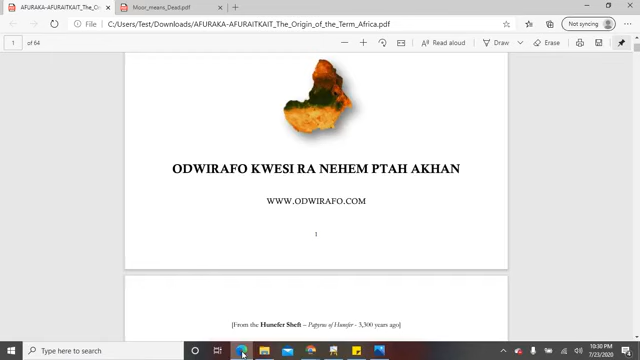 AFURAKA-AFURAITKAIT_The_Ori
Moor_means_Dead.pdf
File
C:/Users/Test/Downloads/AFURAKA-AFURAITKAIT_The_Origin_of_the_Term_Africa.pdf
Not syncing
1 of 64
Read aloud
Draw
Erase
ODWIRAFO KWESI RA NEHEM PTAH AKHAN
WWW.ODWIRAFO.COM
1
[From the Hunefer Sheft – Papyrus of Hunefer - 3,300 years ago]
Type here to search
10:30 PM
7/23/2020